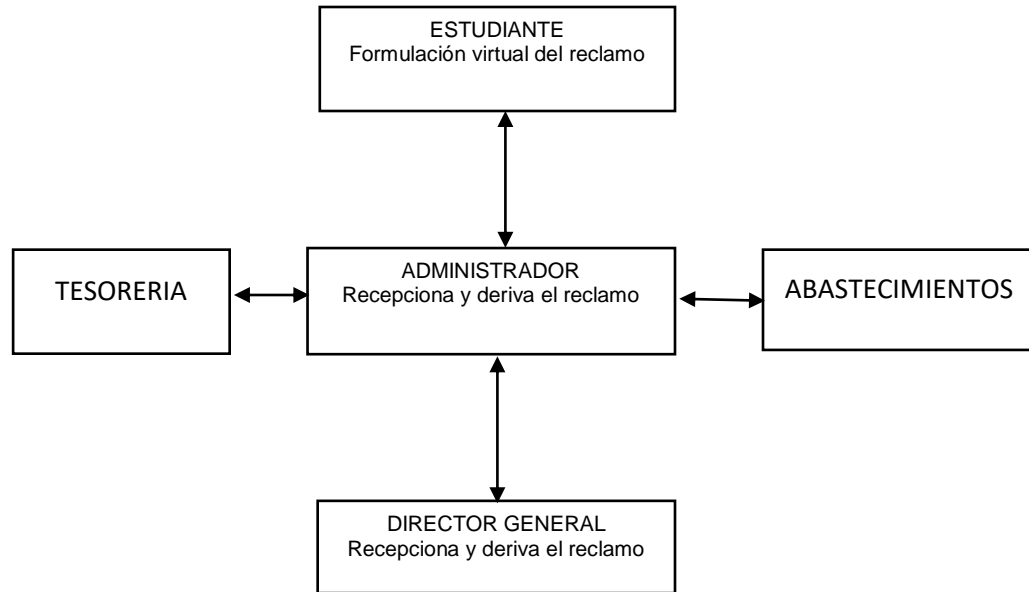 ESTUDIANTE
Formulación virtual del reclamo
TESORERIA
ADMINISTRADOR
Recepciona y deriva el reclamo
ABASTECIMIENTOS
DIRECTOR GENERAL
Recepciona y deriva el reclamo